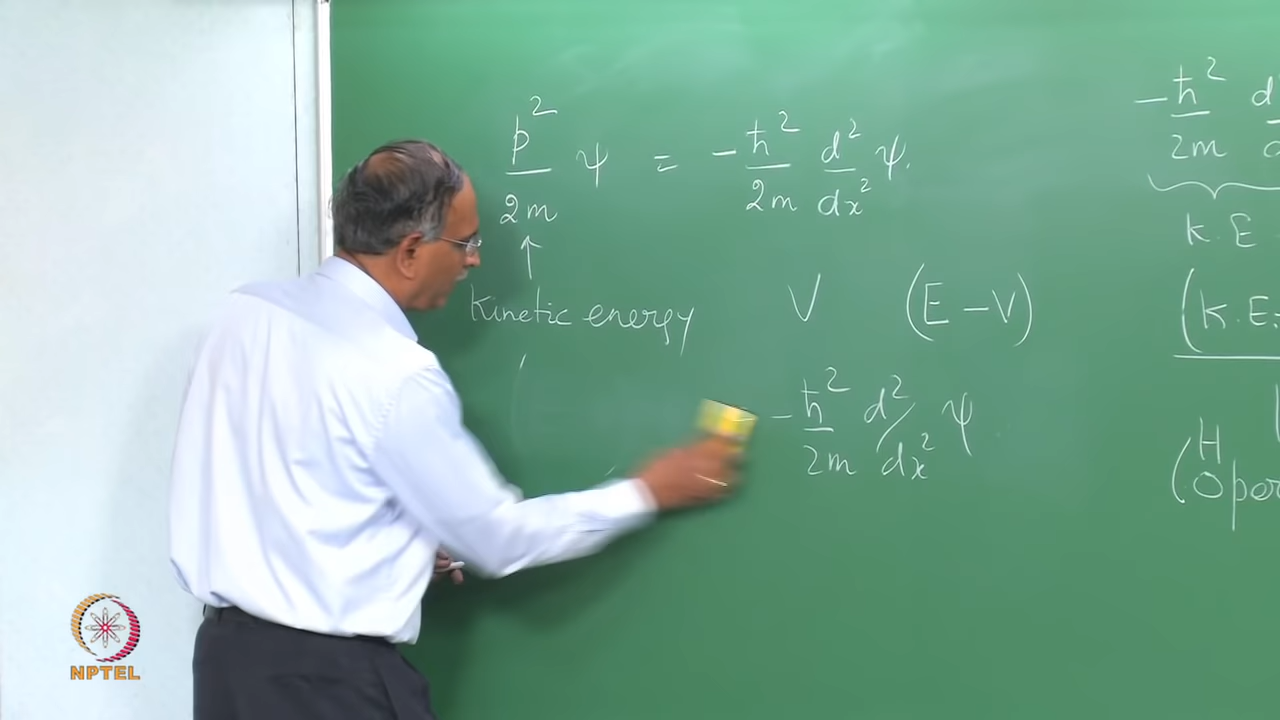 p²/2m ψ = -ħ²/2m d²/dx² ψ.
↑
Kinetic energy V (E - V)
-ħ²/2m d²/dx² ψ
-ħ²/2m d
K.E
(K.E
H
(Oper
NPTEL